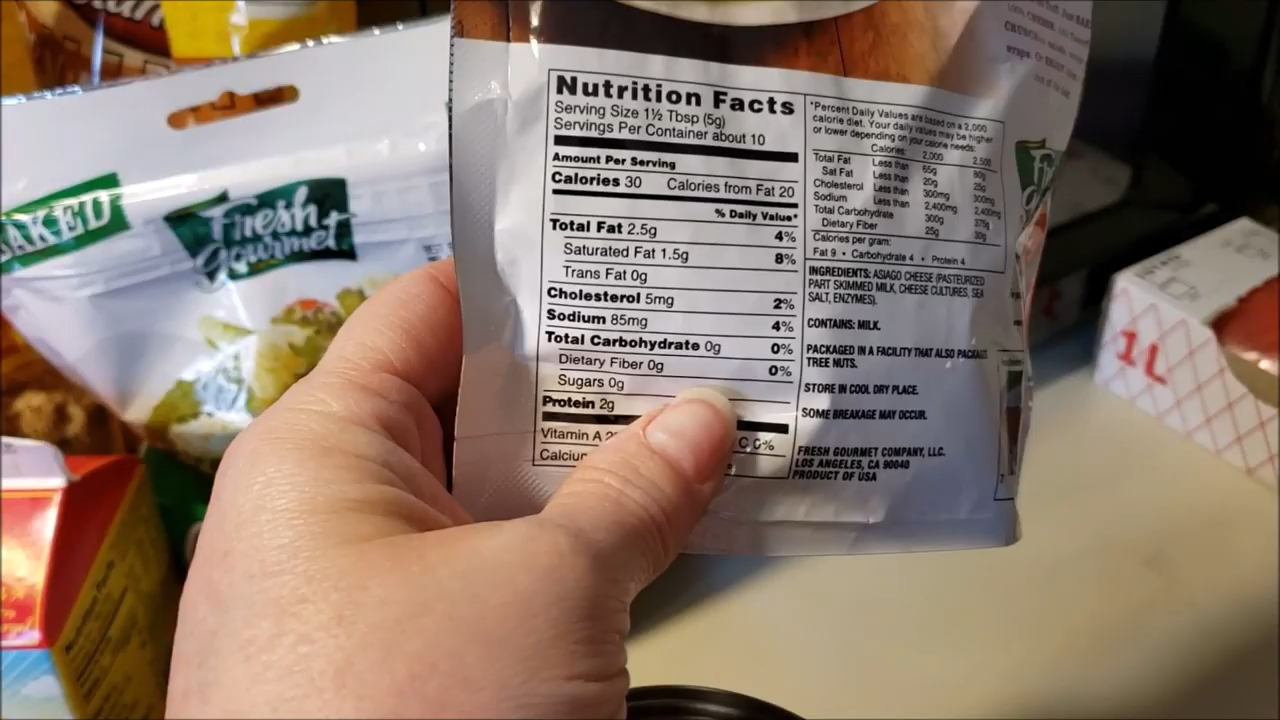 BAKED
Fresh
gourmet
Nutrition Facts
Serving Size 1½ Tbsp (5g)
Servings Per Container about 10
Amount Per Serving
Calories 30 Calories from Fat 20
% Daily Value*
Total Fat 2.5g 4%
Saturated Fat 1.5g 8%
Trans Fat 0g
Cholesterol 5mg 2%
Sodium 85mg 4%
Total Carbohydrate 0g 0%
Dietary Fiber 0g 0%
Sugars 0g
Protein 2g
Vitamin A C 0%
*Percent Daily Values are based on a 2,000
calorie diet. Your daily values may be higher
or lower depending on your calorie needs:
Calories: 2,000 2,500
Total Fat Less than 65g 80g
Sat Fat Less than 20g 25g
Cholesterol Less than 300mg 300mg
Sodium Less than 2,400mg 2,400mg
Total Carbohydrate 300g 375g
Dietary Fiber 25g 30g
Calories per gram:
Fat 9 • Carbohydrate 4 • Protein 4
INGREDIENTS: ASIAGO CHEESE (PASTEURIZED
PART SKIMMED MILK, CHEESE CULTURES, SEA
SALT, ENZYMES).
CONTAINS: MILK.
PACKAGED IN A FACILITY THAT ALSO PACKAGES
TREE NUTS.
STORE IN COOL DRY PLACE.
SOME BREAKAGE MAY OCCUR.
FRESH GOURMET COMPANY, LLC.
LOS ANGELES, CA 90040
PRODUCT OF USA
1L
Nutrition Facts